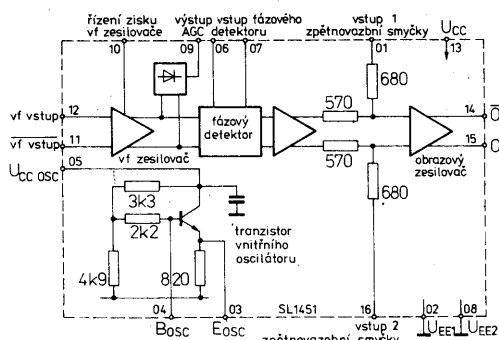 řízení zisku
vf zesilovače
výstup
AGC
vstup fázového
detektoru
vstup 1
zpětnovazbní smyčky
UCC
10
09
06
07
01
13
680
12
vf vstup
570
14
O̅
fázový
detektor
11
v̅f̅ ̅v̅s̅t̅u̅p̅
vf zesilovač
570
15
O
05
UCC OSC
680
obrazový
zesilovač
3k3
2k2
tranzistor
vnitřního
oscilátoru
4k9
820
04
03
SL1451
16
02
08
BOSC
EOSC
vstup 2
zpětnovazbní smyčky
UEE1
UEE2